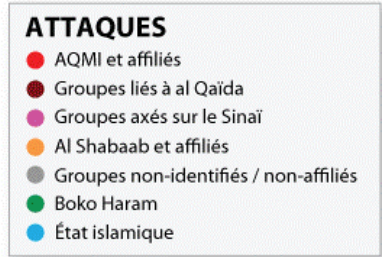 ATTAQUES
AQMI et affiliés
Groupes liés à al Qaïda
Groupes axés sur le Sinaï
Al Shabaab et affiliés
Groupes non-identifiés / non-affiliés
Boko Haram
État islamique